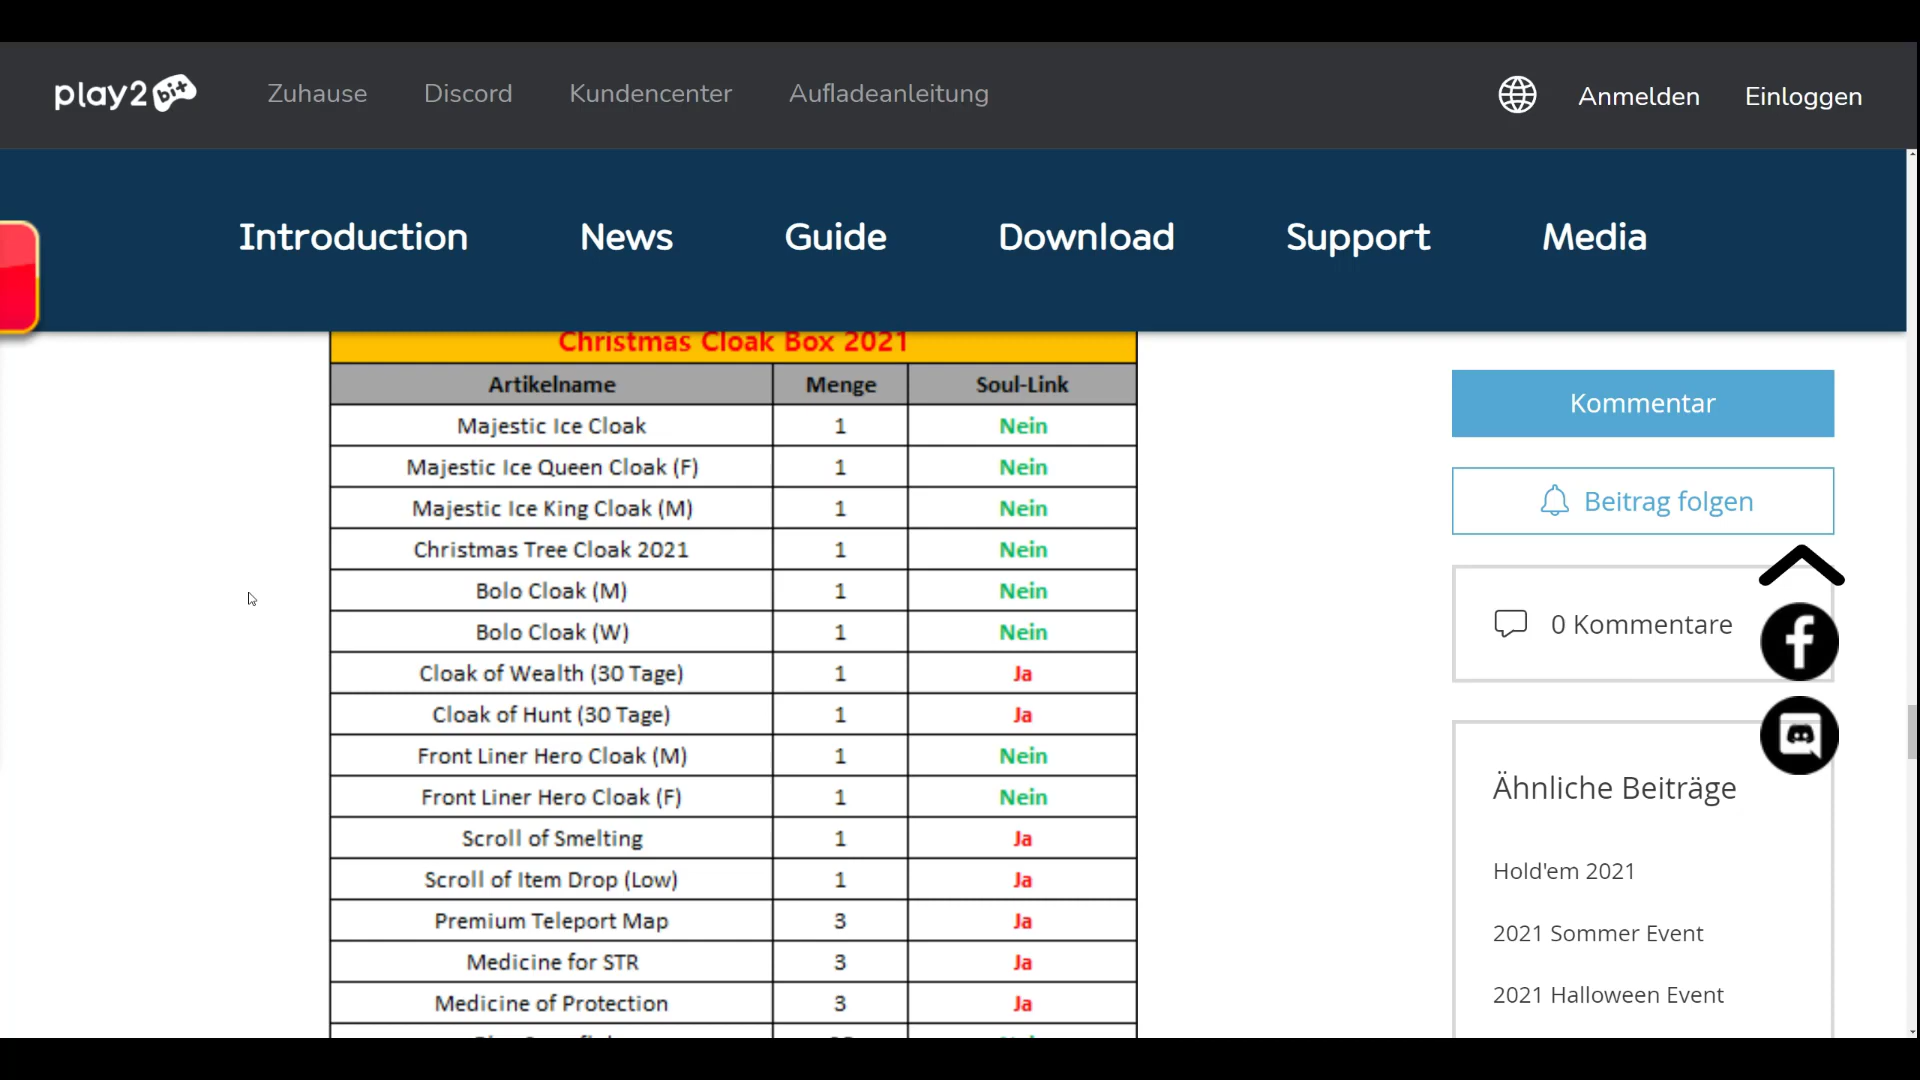 play2bit Zuhause Discord Kundencenter Aufladeanleitung Anmelden Einloggen
Introduction News Guide Download Support Media
Christmas Cloak Box 2021
Artikelname Menge Soul-Link
Majestic Ice Cloak 1 Nein
Majestic Ice Queen Cloak (F) 1 Nein
Majestic Ice King Cloak (M) 1 Nein
Christmas Tree Cloak 2021 1 Nein
Bolo Cloak (M) 1 Nein
Bolo Cloak (W) 1 Nein
Cloak of Wealth (30 Tage) 1 Ja
Cloak of Hunt (30 Tage) 1 Ja
Front Liner Hero Cloak (M) 1 Nein
Front Liner Hero Cloak (F) 1 Nein
Scroll of Smelting 1 Ja
Scroll of Item Drop (Low) 1 Ja
Premium Teleport Map 3 Ja
Medicine for STR 3 Ja
Medicine of Protection 3 Ja
Kommentar
Beitrag folgen
0 Kommentare
Ähnliche Beiträge
Hold'em 2021
2021 Sommer Event
2021 Halloween Event